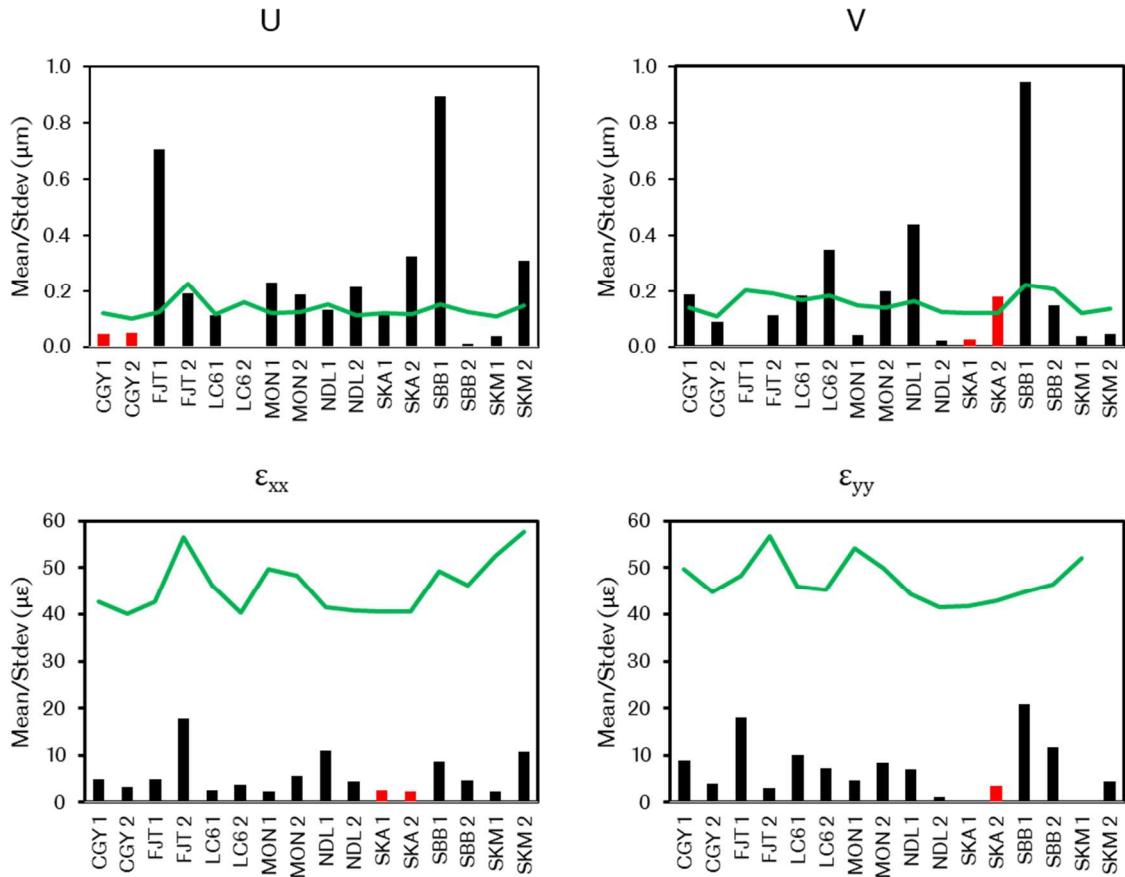 U
Mean/Stdev (μm)
1.0
0.8
0.6
0.4
0.2
0.0
CGY 1
CGY 2
FJT 1
FJT 2
LC6 1
LC6 2
MON 1
MON 2
NDL 1
NDL 2
SKA 1
SKA 2
SBB 1
SBB 2
SKM 1
SKM 2
V
Mean/Stdev (μm)
1.0
0.8
0.6
0.4
0.2
0.0
CGY 1
CGY 2
FJT 1
FJT 2
LC6 1
LC6 2
MON 1
MON 2
NDL 1
NDL 2
SKA 1
SKA 2
SBB 1
SBB 2
SKM 1
SKM 2
εxx
Mean/Stdev (με)
60
50
40
30
20
10
0
CGY 1
CGY 2
FJT 1
FJT 2
LC6 1
LC6 2
MON 1
MON 2
NDL 1
NDL 2
SKA 1
SKA 2
SBB 1
SBB 2
SKM 1
SKM 2
εyy
Mean/Stdev (με)
60
50
40
30
20
10
0
CGY 1
CGY 2
FJT 1
FJT 2
LC6 1
LC6 2
MON 1
MON 2
NDL 1
NDL 2
SKA 1
SKA 2
SBB 1
SBB 2
SKM 1
SKM 2